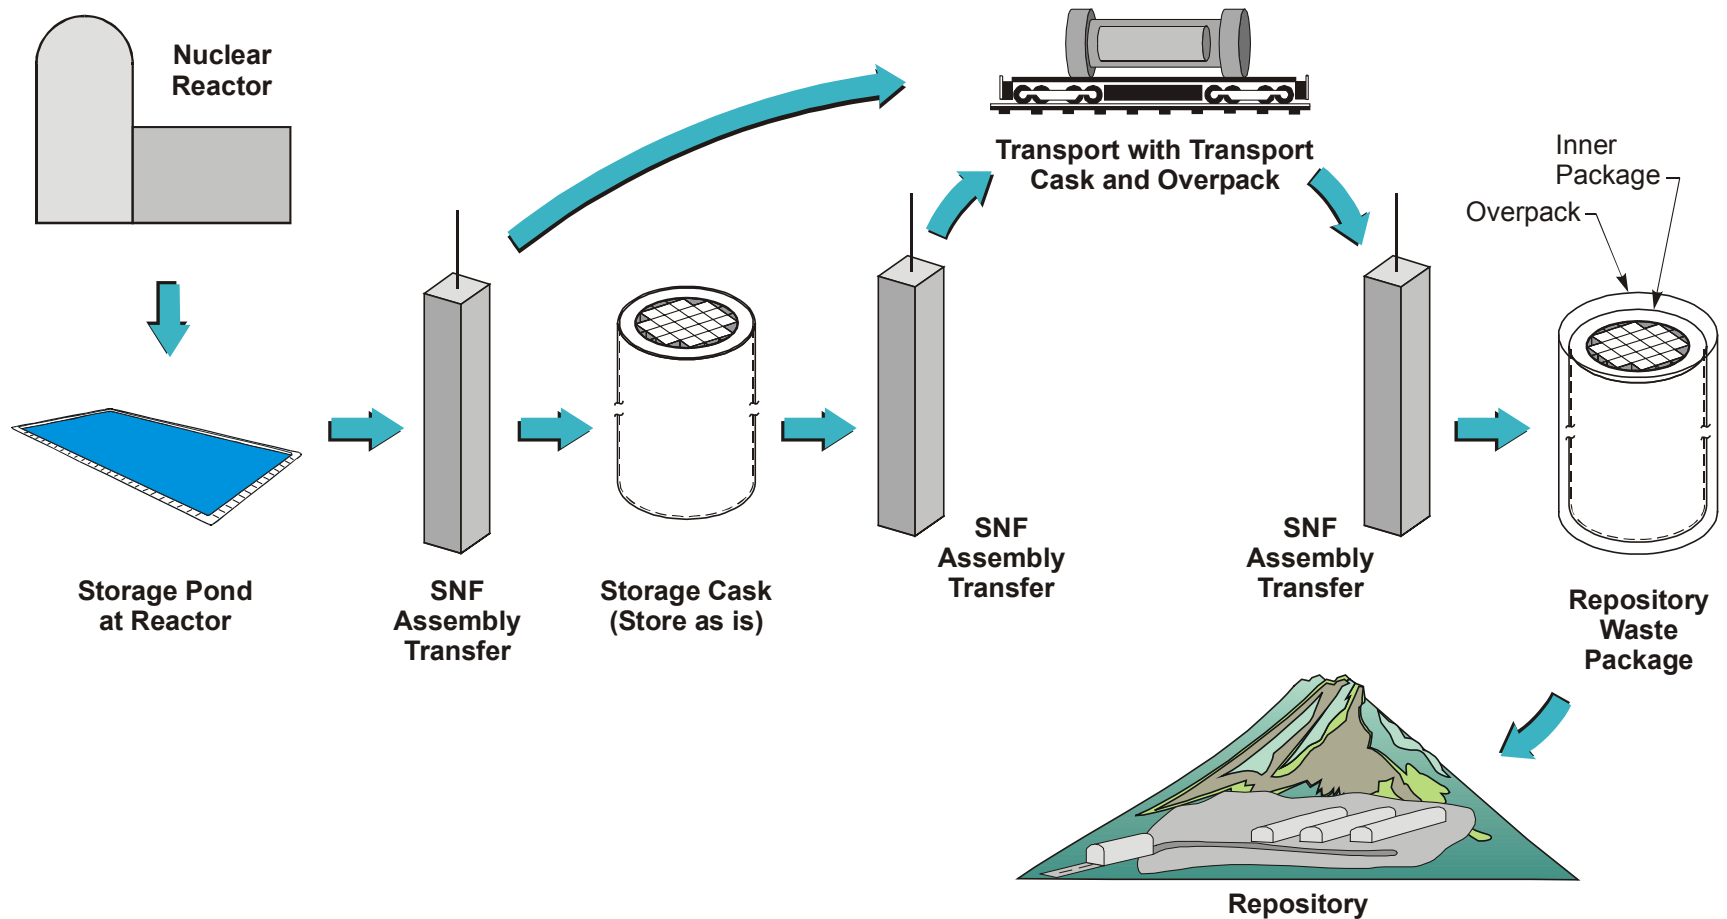 Nuclear
Reactor
Transport with Transport
Cask and Overpack
Inner
Package
Overpack
Storage Pond
at Reactor
SNF
Assembly
Transfer
Storage Cask
(Store as is)
SNF
Assembly
Transfer
SNF
Assembly
Transfer
Repository
Waste
Package
Repository